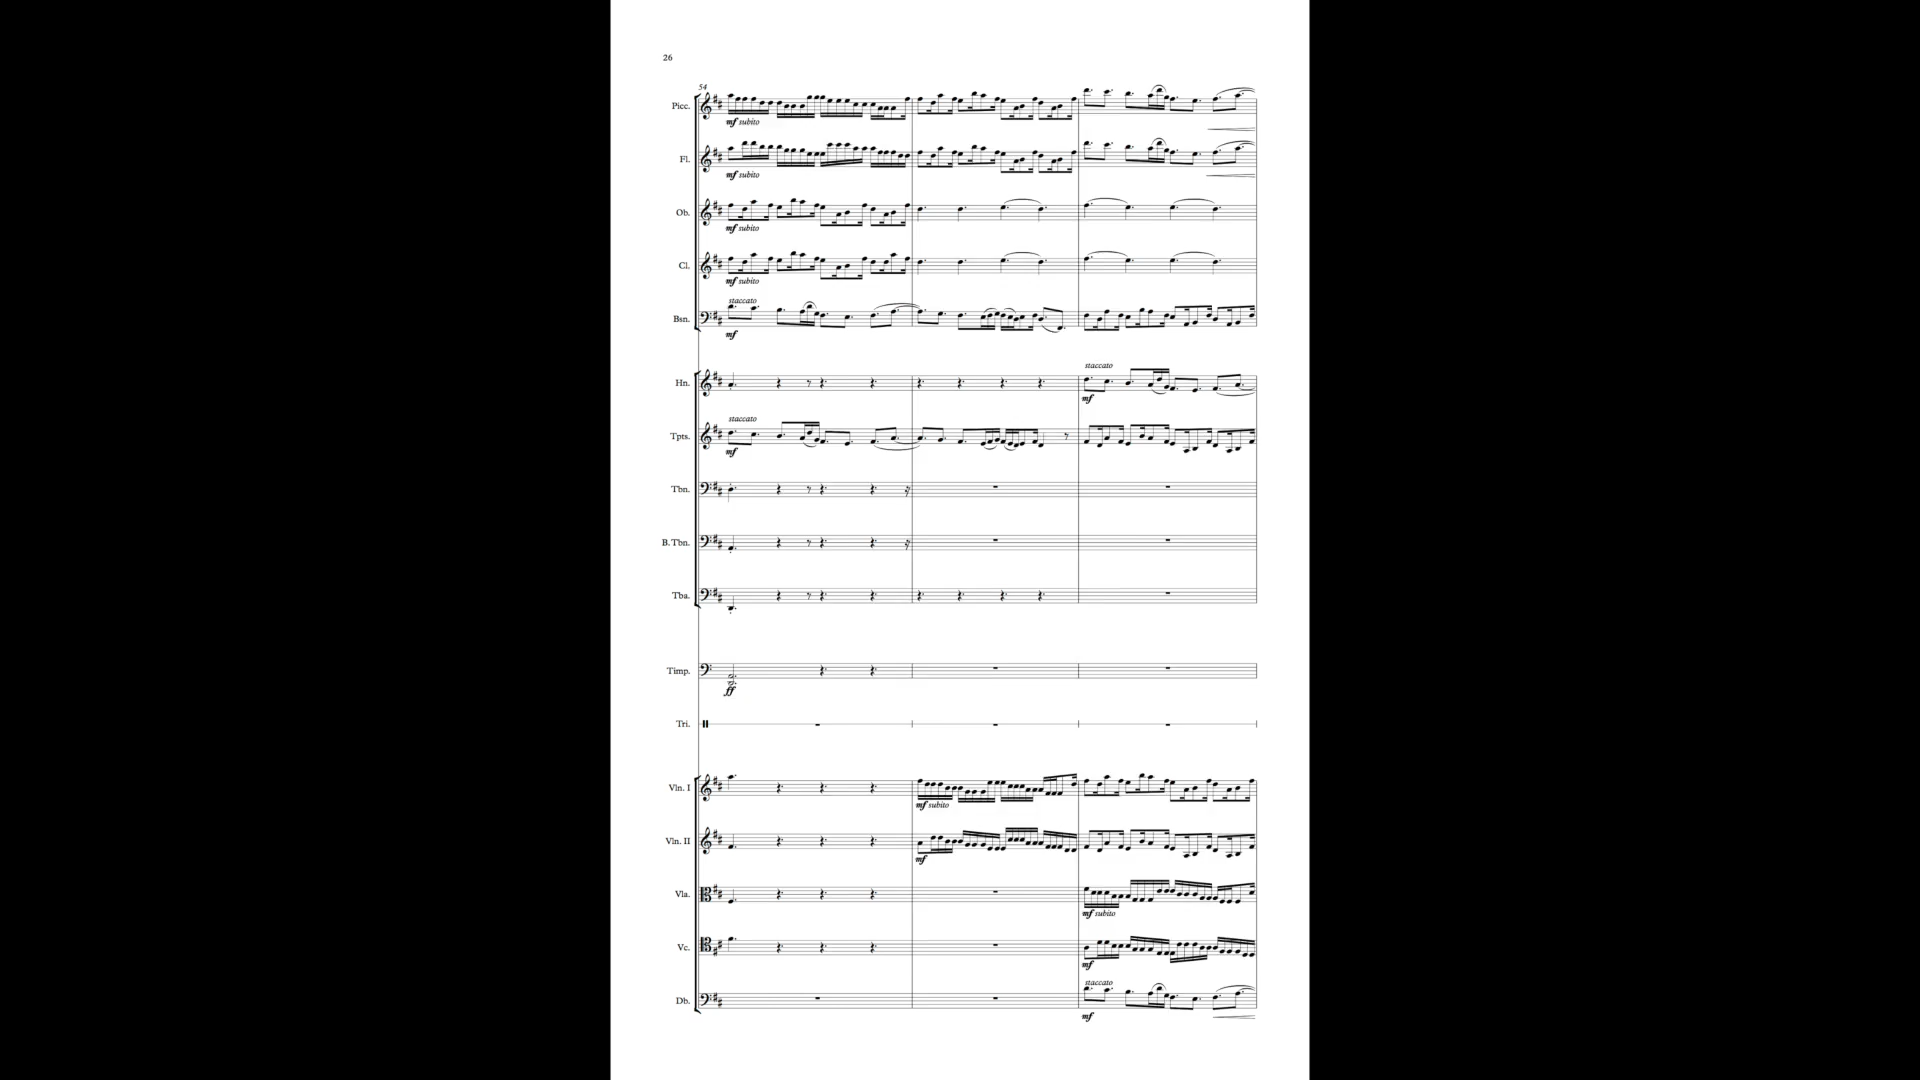 26
54
Picc.
mf subito
Fl.
mf subito
Ob.
mf subito
Cl.
mf subito
staccato
Bsn.
mf
staccato
Hn.
mf
staccato
Tpts.
mf
Tbn.
B. Tbn.
Tba.
Timp.
ff
Tri.
Vln. I
mf subito
Vln. II
mf
Vla.
mf subito
Vc.
mf
staccato
Db.
mf